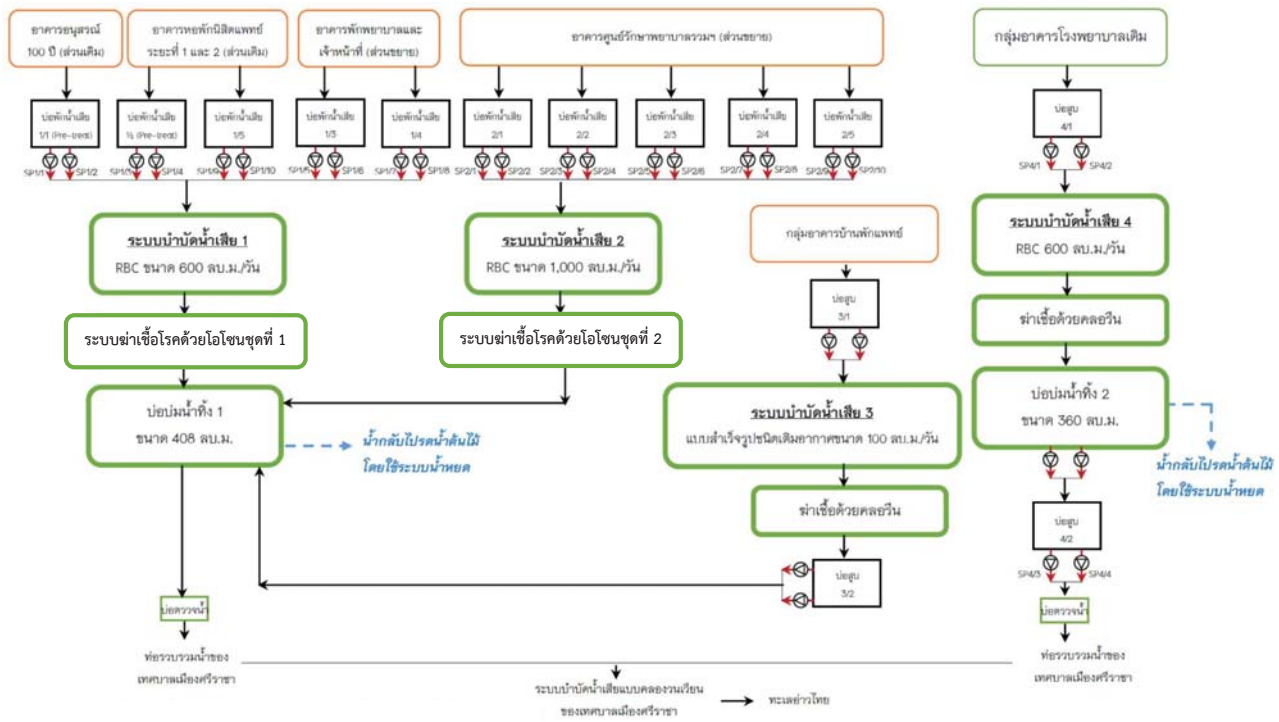 อาคารอนุสรณ์
100 ปี (ส่วนเดิม)
อาคารหอพักนิสิตแพทย์
ระยะที่ 1 และ 2 (ส่วนเดิม)
อาคารพักพยาบาลและ
เจ้าหน้าที่ (ส่วนขยาย)
อาคารศูนย์รักษาพยาบาลรวมฯ (ส่วนขยาย)
กลุ่มอาคารโรงพยาบาลเดิม
บ่อพักน้ำเสีย
1/1 (Pre-treat)
บ่อพักน้ำเสีย
½ (Pre-treat)
บ่อพักน้ำเสีย
1/5
บ่อพักน้ำเสีย
1/3
บ่อพักน้ำเสีย
1/4
บ่อพักน้ำเสีย
2/1
บ่อพักน้ำเสีย
2/2
บ่อพักน้ำเสีย
2/3
บ่อพักน้ำเสีย
2/4
บ่อพักน้ำเสีย
2/5
บ่อสูบ
4/1
SP1/1
SP1/2
SP1/3
SP1/4
SP1/9
SP1/10
SP1/5
SP1/6
SP1/7
SP1/8
SP2/1
SP2/2
SP2/3
SP2/4
SP2/5
SP2/6
SP2/7
SP2/8
SP2/9
SP2/10
SP4/1
SP4/2
ระบบบำบัดน้ำเสีย 1
RBC ขนาด 600 ลบ.ม./วัน
ระบบบำบัดน้ำเสีย 2
RBC ขนาด 1,000 ลบ.ม./วัน
กลุ่มอาคารบ้านพักแพทย์
ระบบบำบัดน้ำเสีย 4
RBC 600 ลบ.ม./วัน
บ่อสูบ
3/1
ระบบฆ่าเชื้อโรคด้วยโอโซนชุดที่ 1
ระบบฆ่าเชื้อโรคด้วยโอโซนชุดที่ 2
ฆ่าเชื้อด้วยคลอรีน
บ่อบ่มน้ำทิ้ง 1
ขนาด 408 ลบ.ม.
น้ำกลับไปรดน้ำต้นไม้
โดยใช้ระบบน้ำหยด
ระบบบำบัดน้ำเสีย 3
แบบสำเร็จรูปชนิดเติมอากาศขนาด 100 ลบ.ม./วัน
บ่อบ่มน้ำทิ้ง 2
ขนาด 360 ลบ.ม.
น้ำกลับไปรดน้ำต้นไม้
โดยใช้ระบบน้ำหยด
ฆ่าเชื้อด้วยคลอรีน
บ่อสูบ
4/2
บ่อสูบ
3/2
SP4/3
SP4/4
บ่อตรวจน้ำ
บ่อตรวจน้ำ
ท่อรวบรวมน้ำของ
เทศบาลเมืองศรีราชา
ท่อรวบรวมน้ำของ
เทศบาลเมืองศรีราชา
ระบบบำบัดน้ำเสียแบบคลองวนเวียน
ของเทศบาลเมืองศรีราชา
ทะเลอ่าวไทย